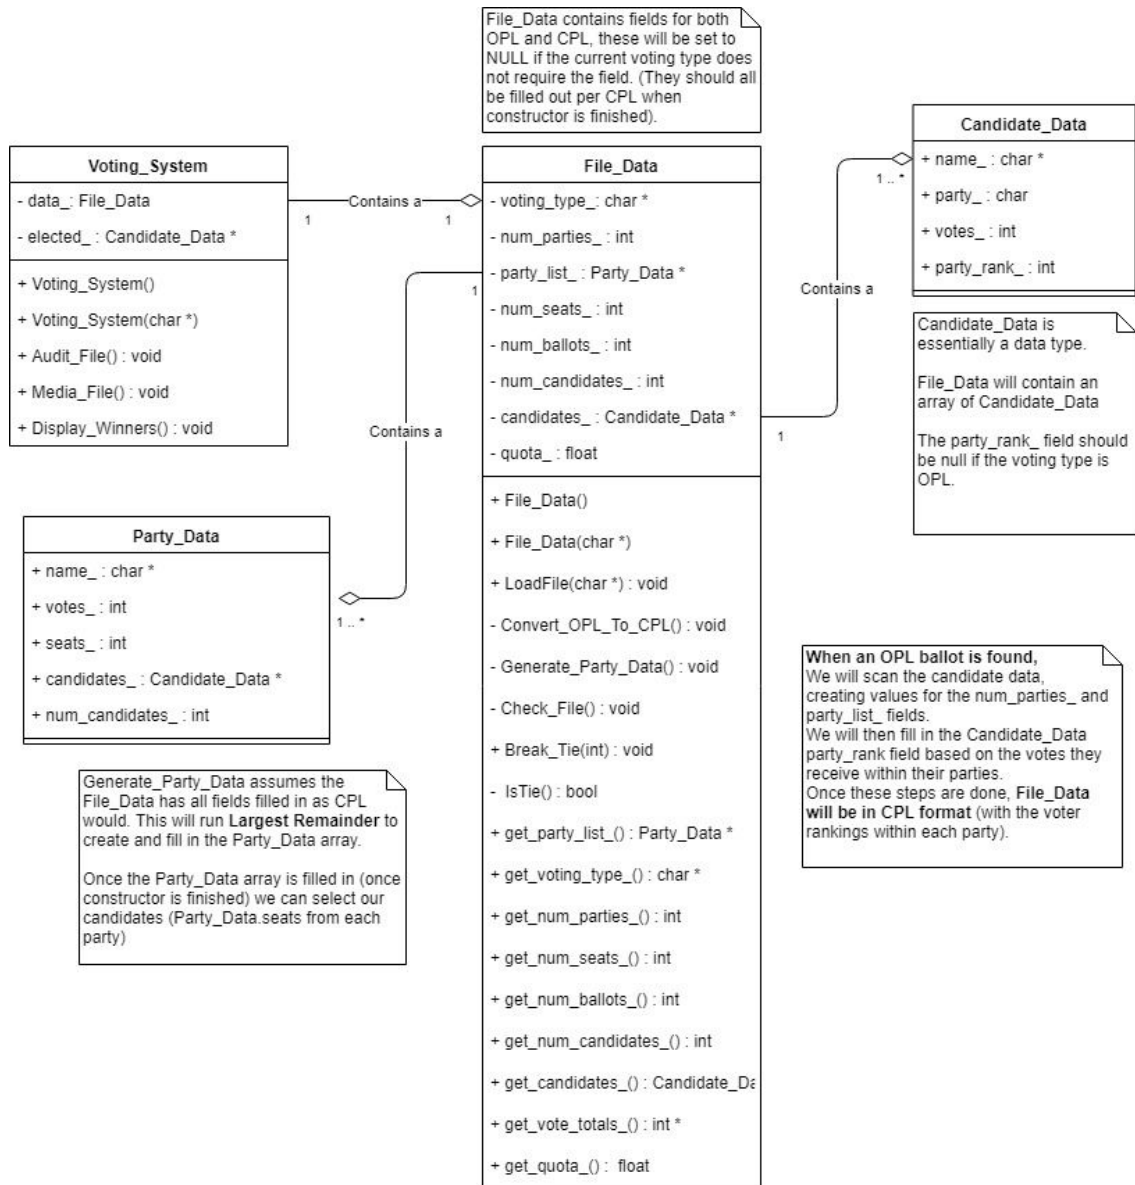 File_Data contains fields for both
OPL and CPL, these will be set to
NULL if the current voting type does
not require the field. (They should all
be filled out per CPL when
constructor is finished).
Voting_System
- data_: File_Data
- elected_ : Candidate_Data *
+ Voting_System()
+ Voting_System(char *)
+ Audit_File() : void
+ Media_File() : void
+ Display_Winners() : void
Contains a
1
1
File_Data
- voting_type_: char *
- num_parties_ : int
- party_list_ : Party_Data *
- num_seats_ : int
- num_ballots_ : int
- num_candidates_ : int
- candidates_ : Candidate_Data *
- quota_ : float
+ File_Data()
+ File_Data(char *)
+ LoadFile(char *) : void
- Convert_OPL_To_CPL() : void
- Generate_Party_Data() : void
- Check_File() : void
+ Break_Tie(int) : void
- IsTie() : bool
+ get_party_list_() : Party_Data *
+ get_voting_type_() : char *
+ get_num_parties_() : int
+ get_num_seats_() : int
+ get_num_ballots_() : int
+ get_num_candidates_() : int
+ get_candidates_() : Candidate_Da
+ get_vote_totals_() : int *
+ get_quota_() : float
Candidate_Data
+ name_ : char *
+ party_ : char
+ votes_ : int
+ party_rank_ : int
1 .. *
Contains a
1
Candidate_Data is
essentially a data type.
File_Data will contain an
array of Candidate_Data
The party_rank_ field should
be null if the voting type is
OPL.
1
Contains a
1 .. *
Party_Data
+ name_ : char *
+ votes_ : int
+ seats_ : int
+ candidates_ : Candidate_Data *
+ num_candidates_ : int
Generate_Party_Data assumes the
File_Data has all fields filled in as CPL
would. This will run Largest Remainder to
create and fill in the Party_Data array.
Once the Party_Data array is filled in (once
constructor is finished) we can select our
candidates (Party_Data.seats from each
party)
When an OPL ballot is found,
We will scan the candidate data,
creating values for the num_parties_ and
party_list_ fields.
We will then fill in the Candidate_Data
party_rank field based on the votes they
receive within their parties.
Once these steps are done, File_Data
will be in CPL format (with the voter
rankings within each party).